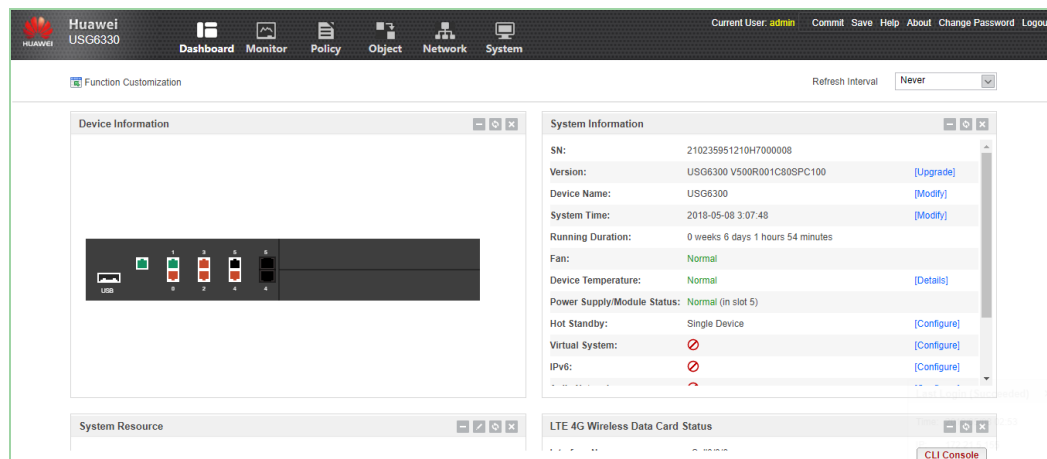 HUAWEI
Huawei
USG6330
Dashboard Monitor Policy Object Network System
Current User: admin Commit Save Help About Change Password Logou
Function Customization
Refresh Interval Never
Device Information
1 3 5 5
USB 0 2 4 4
System Information
SN: 210235951210H7000008
Version: USG6300 V500R001C80SPC100 [Upgrade]
Device Name: USG6300 [Modify]
System Time: 2018-05-08 3:07:48 [Modify]
Running Duration: 0 weeks 6 days 1 hours 54 minutes
Fan: Normal
Device Temperature: Normal [Details]
Power Supply/Module Status: Normal (in slot 5)
Hot Standby: Single Device [Configure]
Virtual System: [Configure]
IPv6: [Configure]
System Resource
LTE 4G Wireless Data Card Status
CLI Console